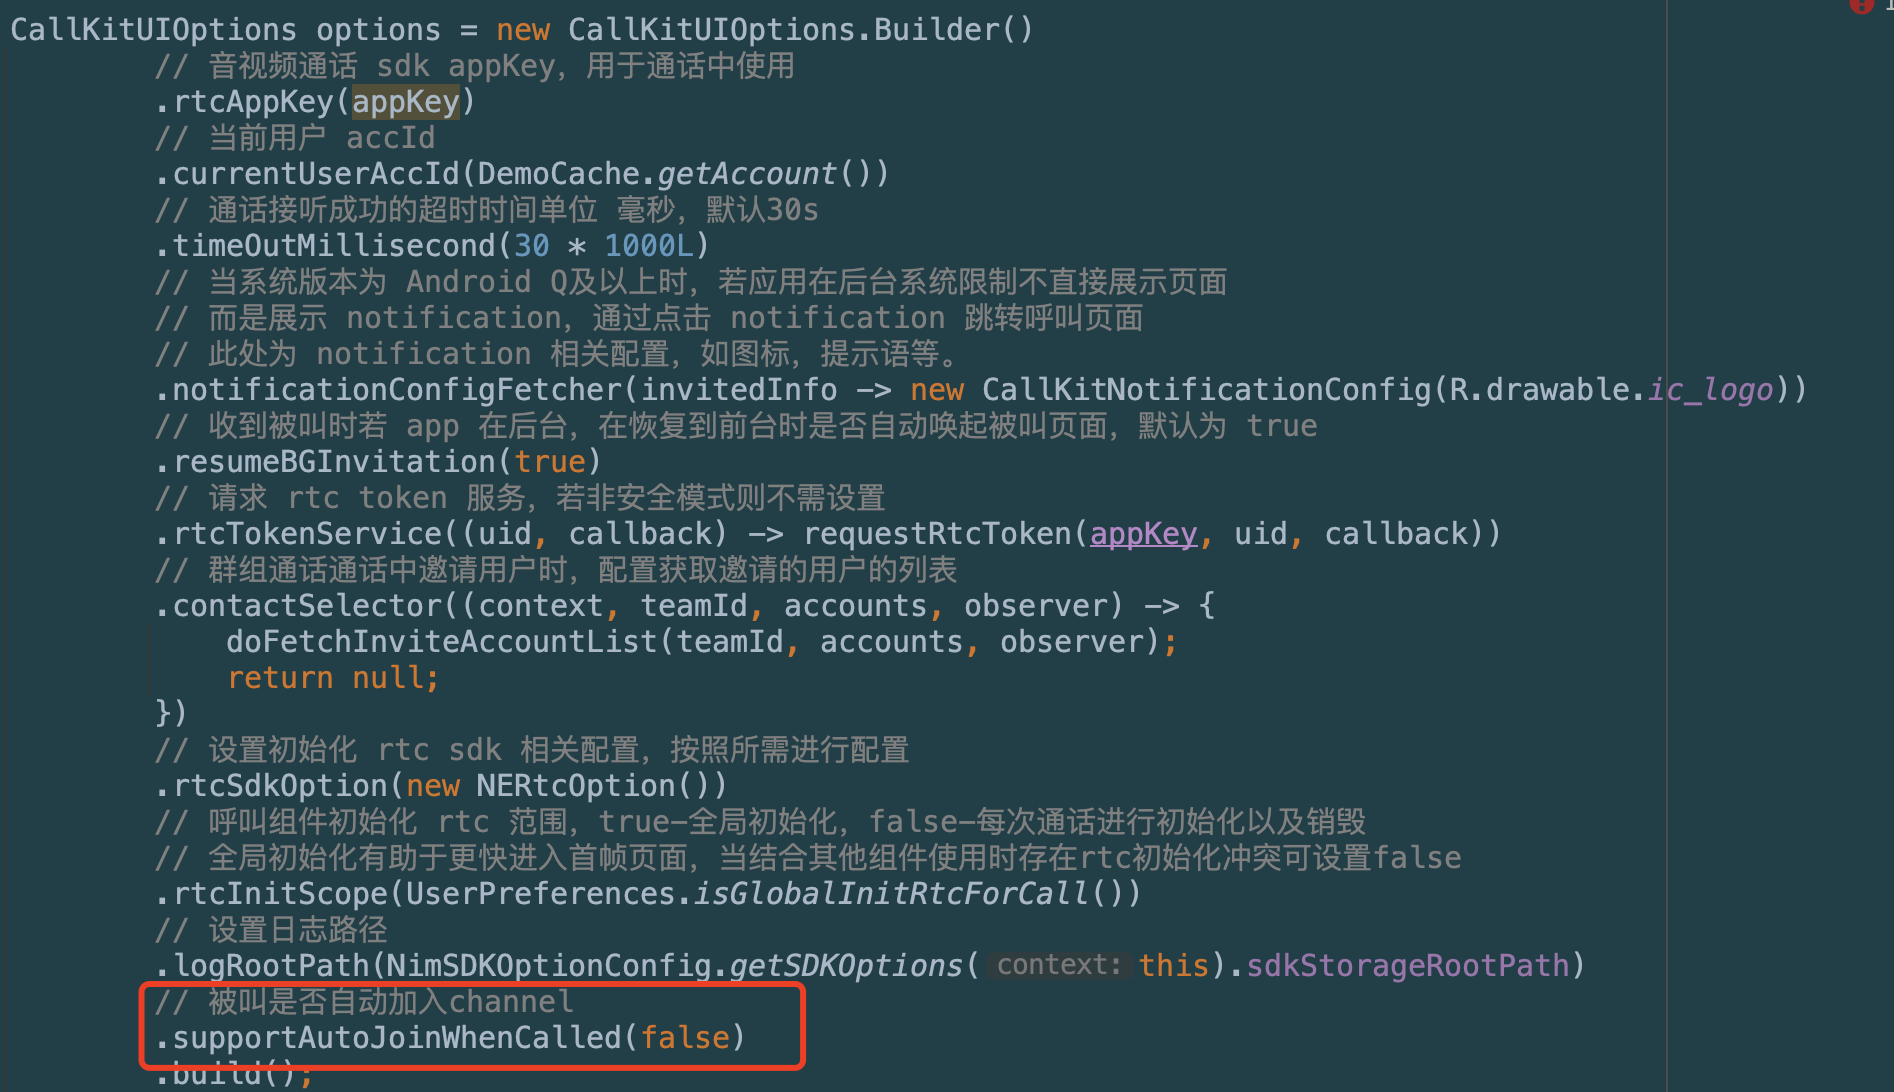 CallKitUIOptions options = new CallKitUIOptions.Builder()
// 音视频通话 sdk appKey，用于通话中使用
.rtcAppKey(appKey)
// 当前用户 accId
.currentUserAccId(DemoCache.getAccount())
// 通话接听成功的超时时间单位 毫秒，默认30s
.timeOutMillisecond(30 * 1000L)
// 当系统版本为 Android Q及以上时，若应用在后台系统限制不直接展示页面
// 而是展示 notification，通过点击 notification 跳转呼叫页面
// 此处为 notification 相关配置，如图标，提示语等。
.notificationConfigFetcher(invitedInfo -> new CallKitNotificationConfig(R.drawable.ic_logo))
// 收到被叫时若 app 在后台，在恢复到前台时是否自动唤起被叫页面，默认为 true
.resumeBGInvitation(true)
// 请求 rtc token 服务，若非安全模式则不需设置
.rtcTokenService((uid, callback) -> requestRtcToken(appKey, uid, callback))
// 群组通话通话中邀请用户时，配置获取邀请的用户的列表
.contactSelector((context, teamId, accounts, observer) -> {
doFetchInviteAccountList(teamId, accounts, observer);
return null;
})
// 设置初始化 rtc sdk 相关配置，按照所需进行配置
.rtcSdkOption(new NERtcOption())
// 呼叫组件初始化 rtc 范围，true-全局初始化，false-每次通话进行初始化以及销毁
// 全局初始化有助于更快进入首帧页面，当结合其他组件使用时存在rtc初始化冲突可设置false
.rtcInitScope(UserPreferences.isGlobalInitRtcForCall())
// 设置日志路径
.logRootPath(NimSDKOptionConfig.getSDKOptions( context: this).sdkStorageRootPath)
// 被叫是否自动加入channel
.supportAutoJoinWhenCalled(false)
.build();